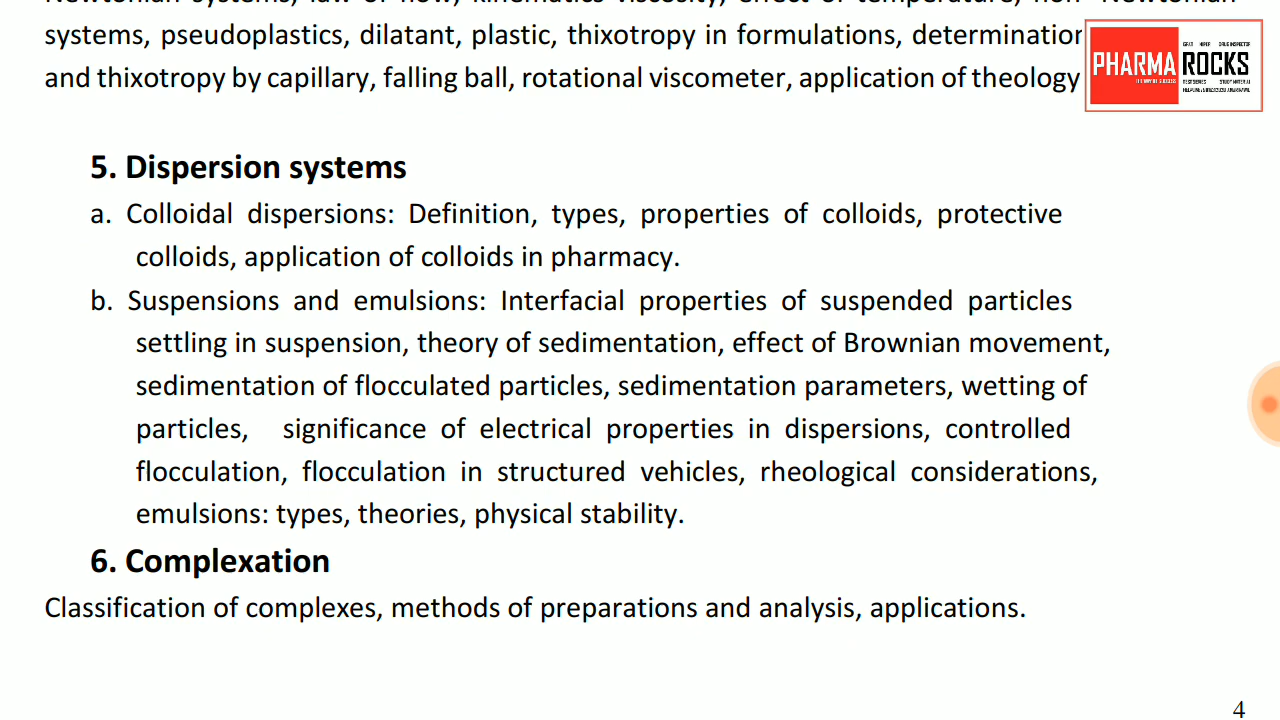 systems, pseudoplastics, dilatant, plastic, thixotropy in formulations, determination
and thixotropy by capillary, falling ball, rotational viscometer, application of theology
PHARMA ROCKS
5. Dispersion systems
a. Colloidal dispersions: Definition, types, properties of colloids, protective
colloids, application of colloids in pharmacy.
b. Suspensions and emulsions: Interfacial properties of suspended particles
settling in suspension, theory of sedimentation, effect of Brownian movement,
sedimentation of flocculated particles, sedimentation parameters, wetting of
particles, significance of electrical properties in dispersions, controlled
flocculation, flocculation in structured vehicles, rheological considerations,
emulsions: types, theories, physical stability.
6. Complexation
Classification of complexes, methods of preparations and analysis, applications.
4